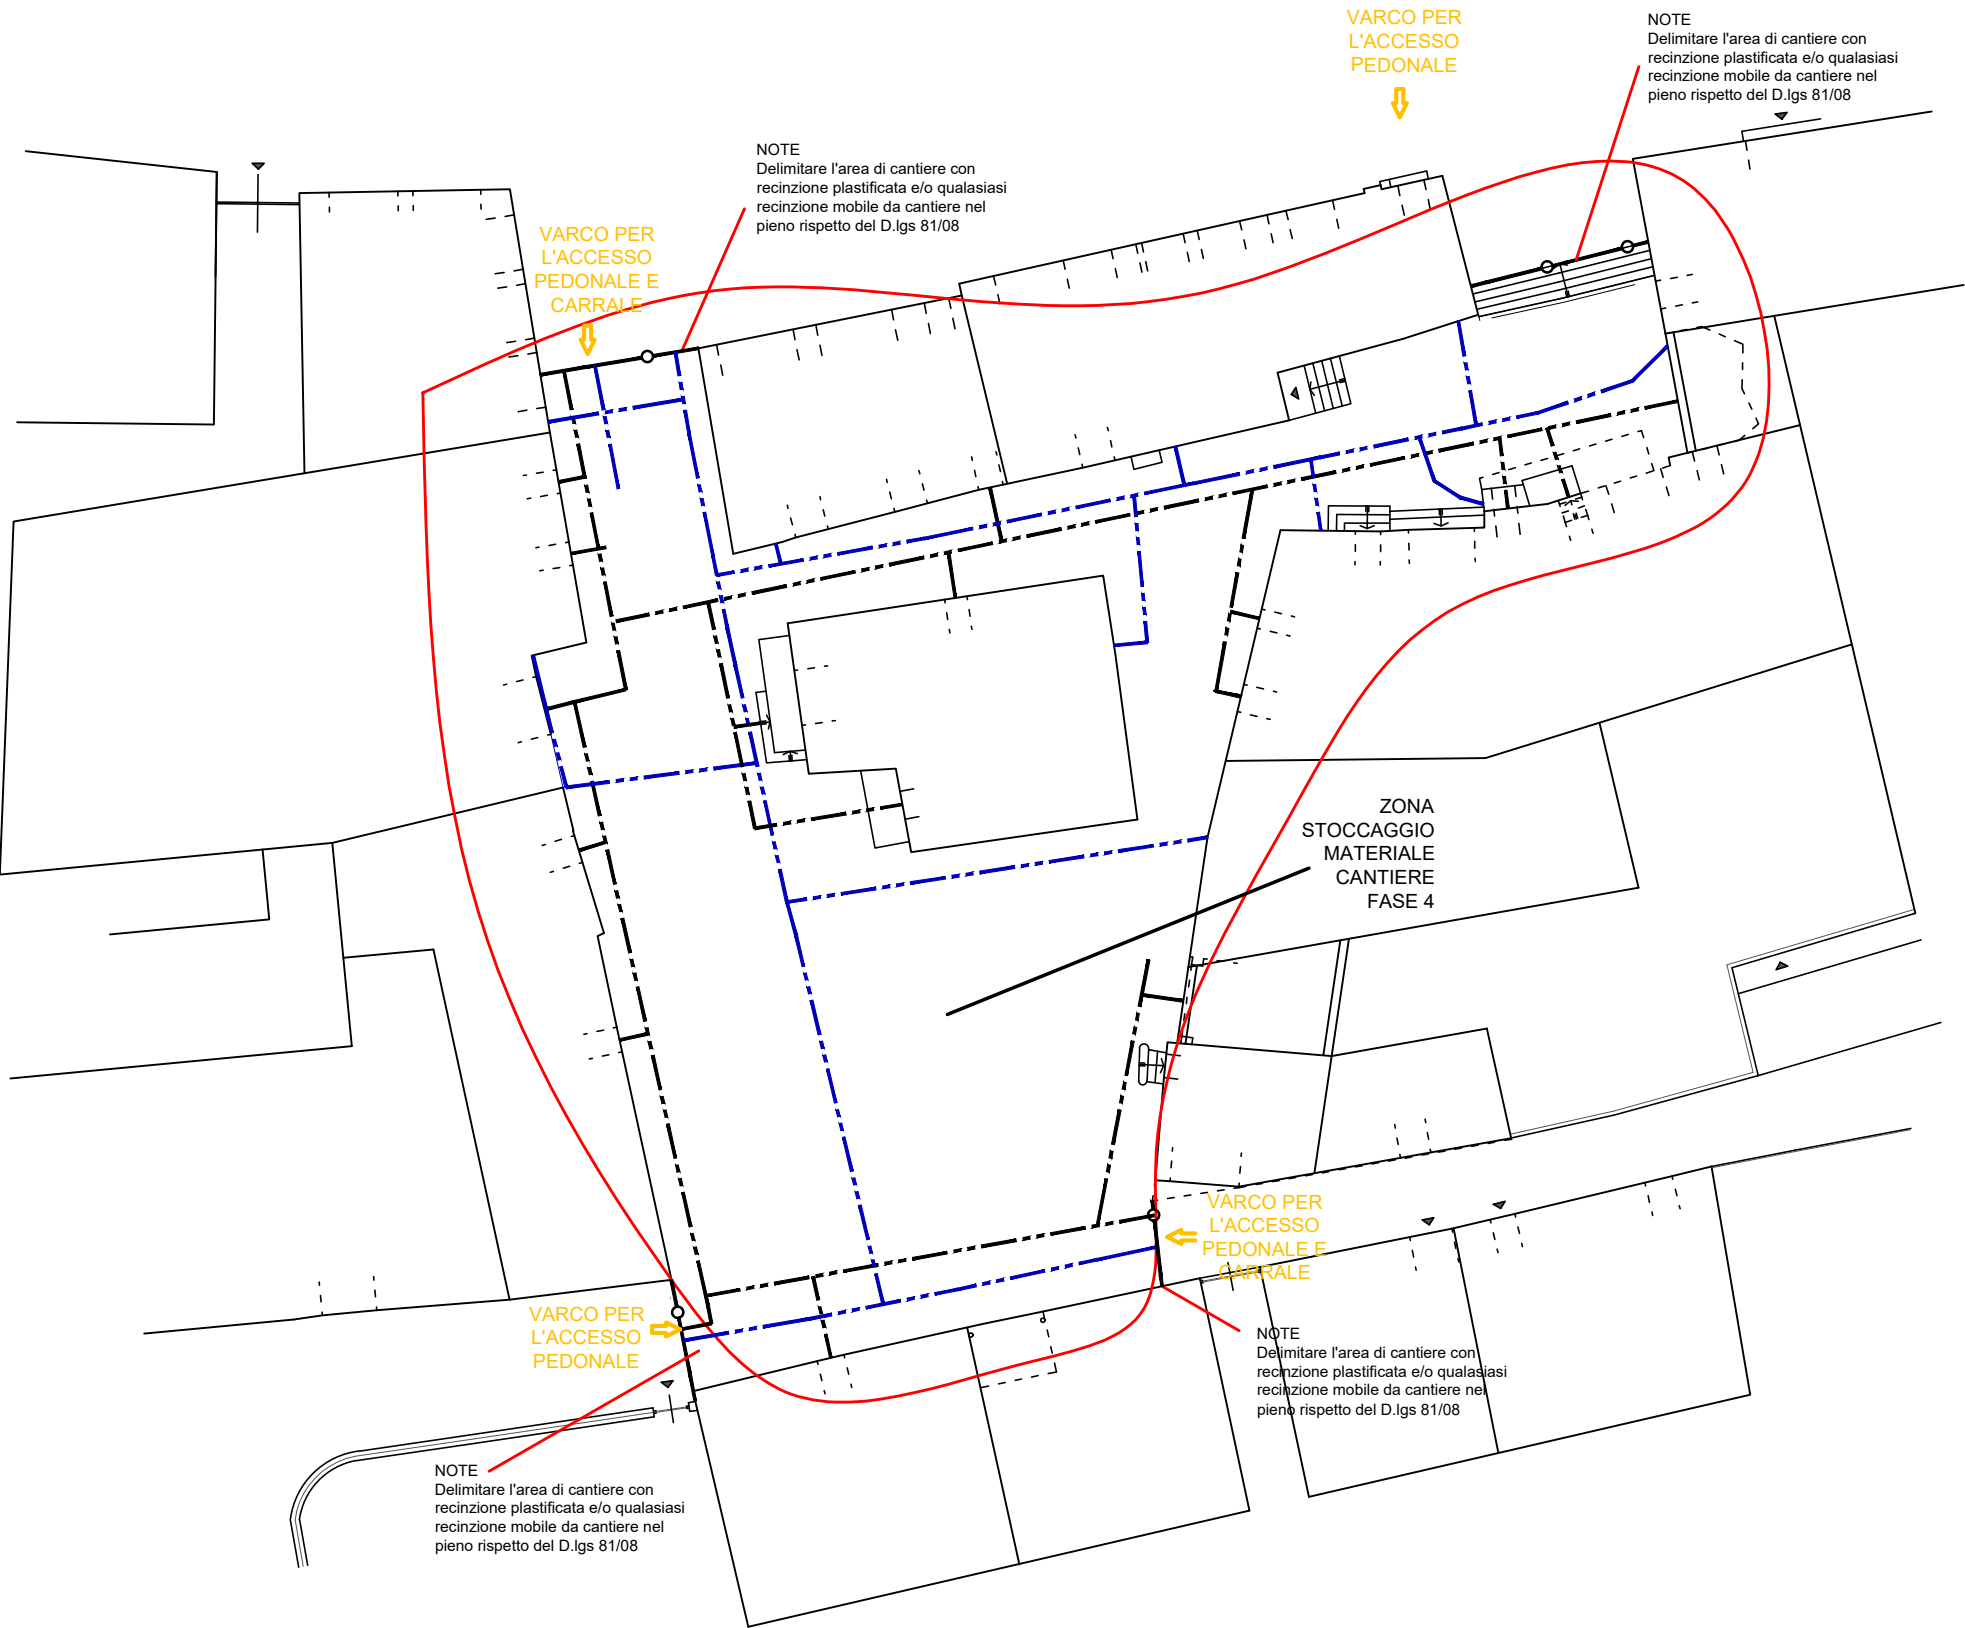 VARCO PER
L'ACCESSO
PEDONALE
NOTE
Delimitare l'area di cantiere con
recinzione plastificata e/o qualasiasi
recinzione mobile da cantiere nel
pieno rispetto del D.lgs 81/08
NOTE
Delimitare l'area di cantiere con
recinzione plastificata e/o qualasiasi
recinzione mobile da cantiere nel
pieno rispetto del D.lgs 81/08
VARCO PER
L'ACCESSO
PEDONALE E
CARRALE
ZONA
STOCCAGGIO
MATERIALE
CANTIERE
FASE 4
VARCO PER
L'ACCESSO
PEDONALE E
CARRALE
VARCO PER
L'ACCESSO
PEDONALE
NOTE
Delimitare l'area di cantiere con
recinzione plastificata e/o qualasiasi
recinzione mobile da cantiere nel
pieno rispetto del D.lgs 81/08
NOTE
Delimitare l'area di cantiere con
recinzione plastificata e/o qualasiasi
recinzione mobile da cantiere nel
pieno rispetto del D.lgs 81/08